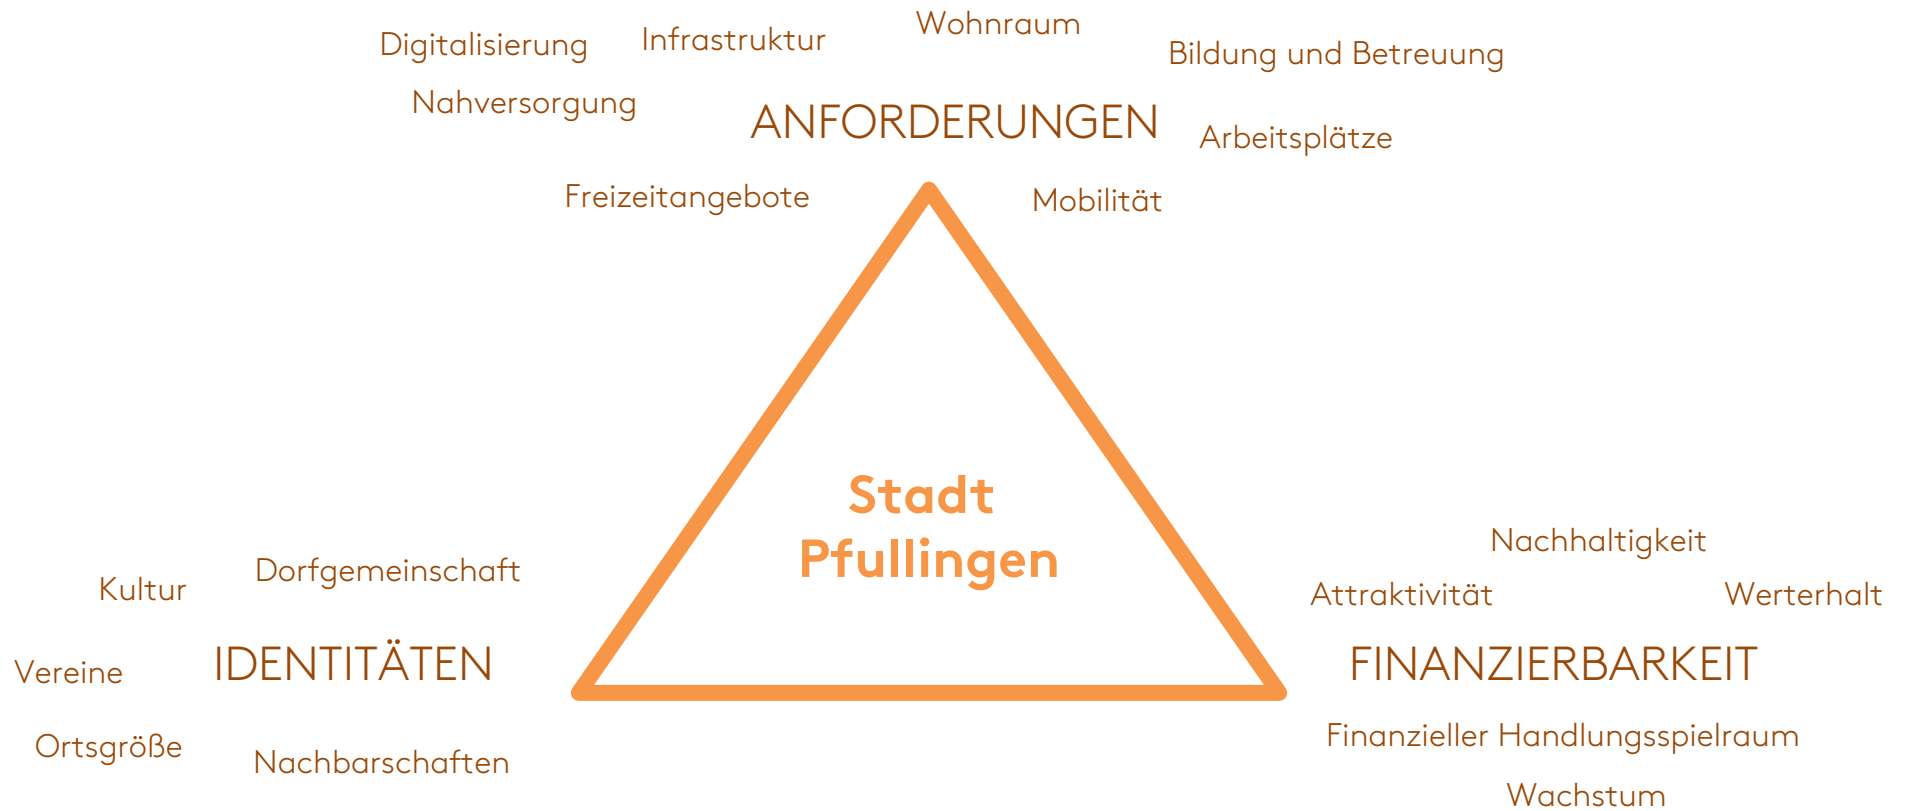 Wohnraum
Infrastruktur
Digitalisierung
Bildung und Betreuung
Nahversorgung
ANFORDERUNGEN
Arbeitsplätze
Freizeitangebote
Mobilität
Stadt
Pfullingen
Dorfgemeinschaft
Kultur
IDENTITÄTEN
Vereine
Ortsgröße
Nachbarschaften
Nachhaltigkeit
Attraktivität
Werterhalt
FINANZIERBARKEIT
Finanzieller Handlungsspielraum
Wachstum